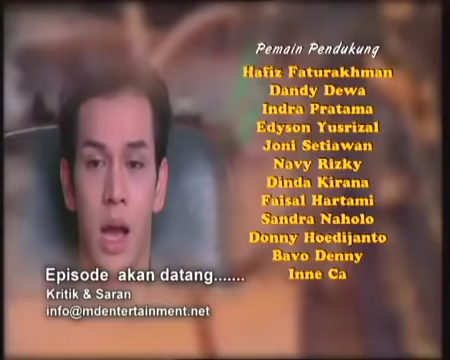 Pemain Pendukung
Hafiz Faturakhman
Dandy Dewa
Indra Pratama
Edyson Yusrizal
Joni Setiawan
Navy Rizky
Dinda Kirana
Faisal Hartami
Sandra Naholo
Donny Hoedijanto
Bavo Denny
Inne Ca
Episode akan datang.......
Kritik & Saran
info@mdentertainment.net